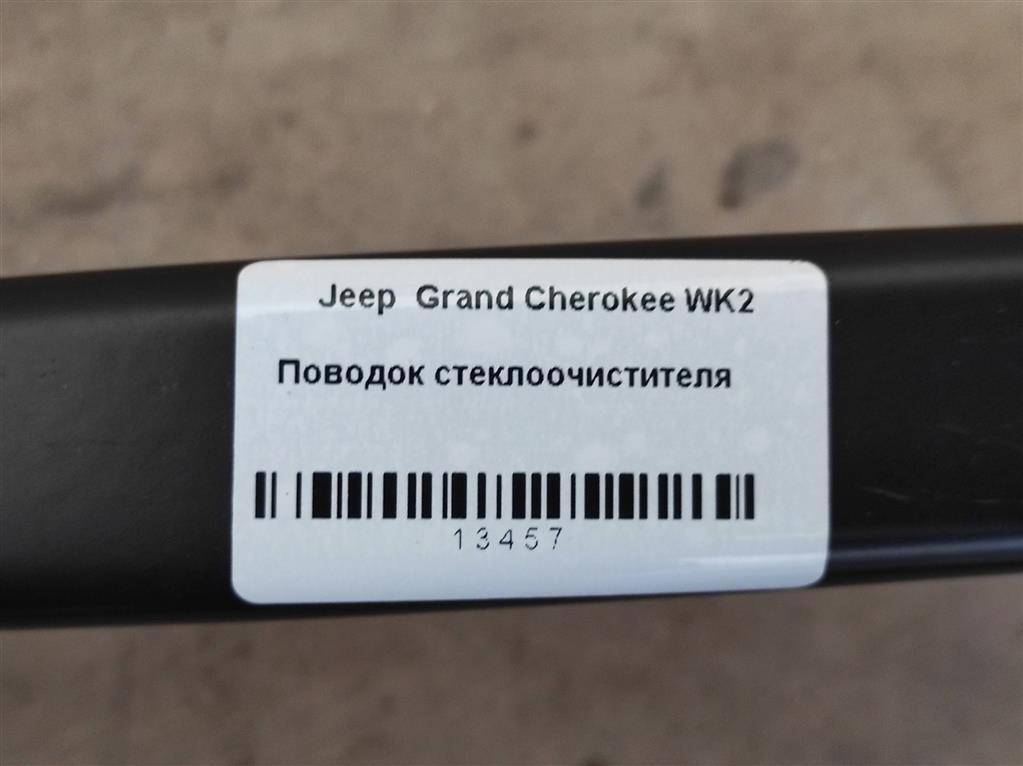 Jeep Grand Cherokee WK2
Поводок стеклоочистителя
13457